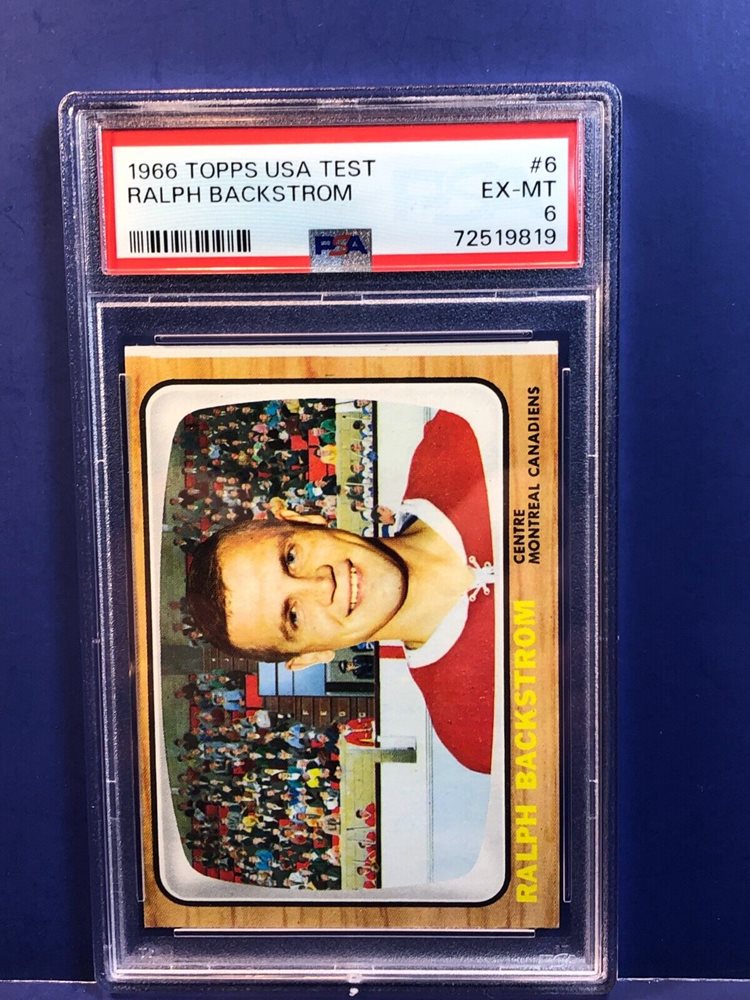 1966 TOPPS USA TEST
RALPH BACKSTROM
#6
EX-MT
6
72519819
PSA
RALPH BACKSTROM
CENTRE
MONTREAL CANADIENS